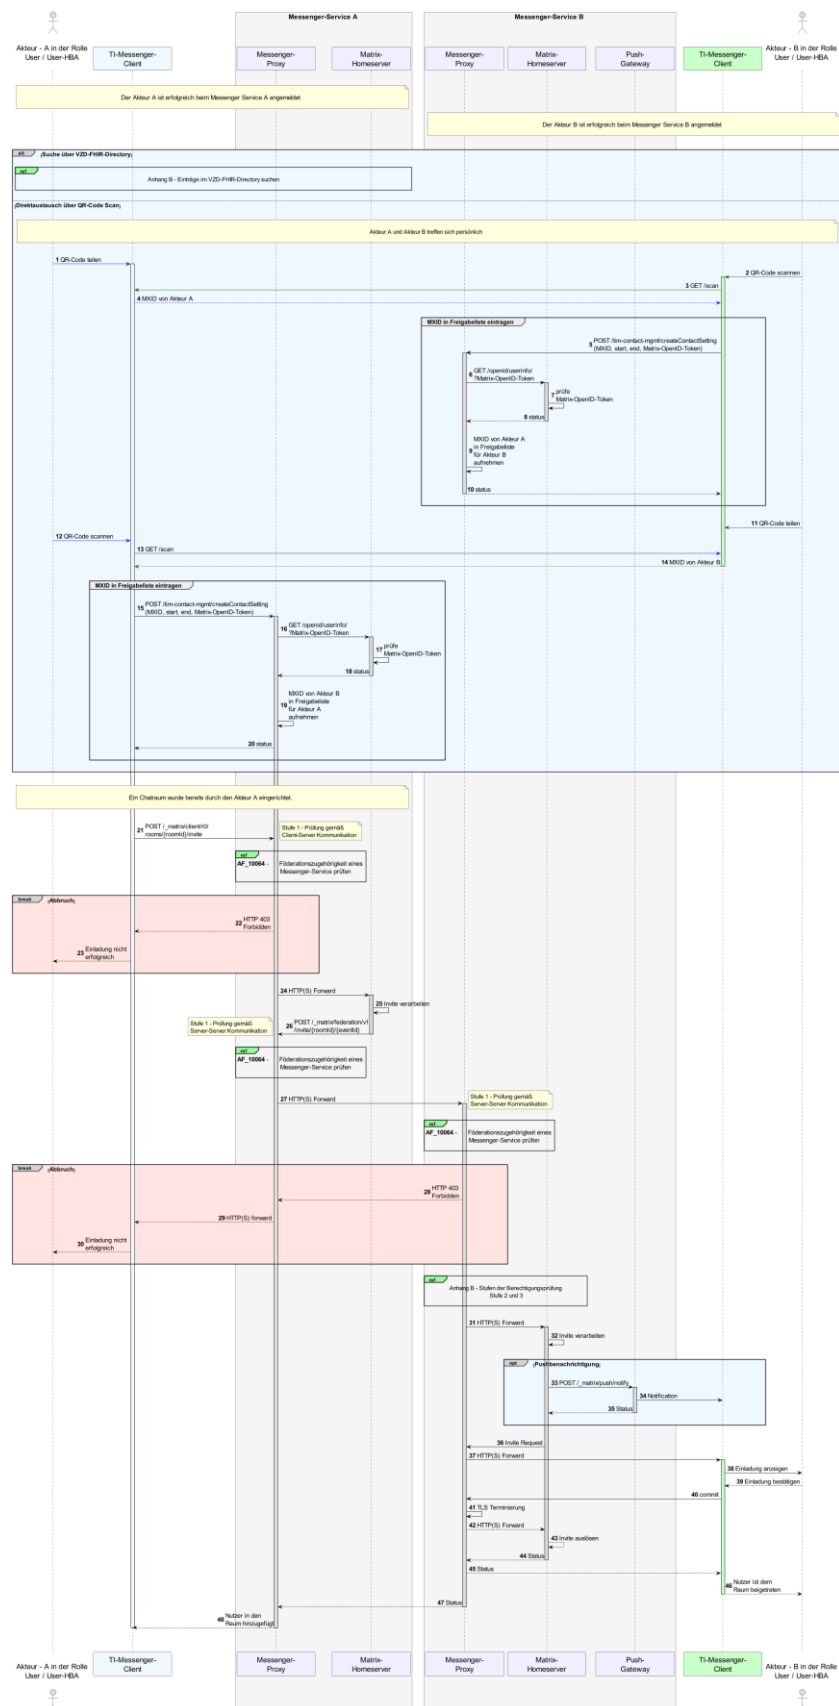 Messenger-Service A
Messenger-Service B
Akteur - A in der Rolle
User / User-HBA
TI-Messenger-
Client
Messenger-
Proxy
Matrix-
Homeserver
Messenger-
Proxy
Matrix-
Homeserver
Push-
Gateway
TI-Messenger-
Client
Akteur - B in der Rolle
User / User-HBA
Der Akteur A ist erfolgreich beim Messenger Service A angemeldet
Der Akteur B ist erfolgreich beim Messenger Service B angemeldet
alt
[Suche über VZD-FHIR-Directory]
ref
Anhang B - Einträge im VZD-FHIR-Directory suchen
[Direktaustausch über QR-Code Scan]
Akteur A und Akteur B treffen sich persönlich
1 QR-Code teilen
2 QR-Code scannen
3 GET /scan
4 MXID von Akteur A
MXID in Freigabeliste eintragen
5 POST /tim-contact-mgmt/createContactSetting
(MXID, start, end, Matrix-OpenID-Token)
6 GET /openid/userinfo/
?Matrix-OpenID-Token
7 prüfe
Matrix-OpenID-Token
8 status
9 MXID von Akteur A
in Freigabeliste
für Akteur B
aufnehmen
10 status
11 QR-Code teilen
12 QR-Code scannen
13 GET /scan
14 MXID von Akteur B
MXID in Freigabeliste eintragen
15 POST /tim-contact-mgmt/createContactSetting
(MXID, start, end, Matrix-OpenID-Token)
16 GET /openid/userinfo/
?Matrix-OpenID-Token
17 prüfe
Matrix-OpenID-Token
18 status
19 MXID von Akteur B
in Freigabeliste
für Akteur A
aufnehmen
20 status
Ein Chatraum wurde bereits durch den Akteur A eingerichtet.
21 POST /_matrix/client/r0/
rooms/{roomId}/invite
Stufe 1 - Prüfung gemäß
Client-Server Kommunikation
ref
AF_10064 - Föderationszugehörigkeit eines
Messenger-Service prüfen
break
[Abbruch]
22 HTTP 403
Forbidden
23 Einladung nicht
erfolgreich
24 HTTP(S) Forward
25 Invite verarbeiten
26 POST /_matrix/federation/v1
/invite/{roomId}/{eventId}
Stufe 1 - Prüfung gemäß
Server-Server Kommunikation
ref
AF_10064 - Föderationszugehörigkeit eines
Messenger-Service prüfen
27 HTTP(S) Forward
Stufe 1 - Prüfung gemäß
Server-Server Kommunikation
ref
AF_10064 - Föderationszugehörigkeit eines
Messenger-Service prüfen
break
[Abbruch]
28 HTTP 403
Forbidden
29 HTTP(S) forward
30 Einladung nicht
erfolgreich
ref
Anhang B - Stufen der Berechtigungsprüfung
Stufe 2 und 3
31 HTTP(S) Forward
32 Invite verarbeiten
opt
[Pushbenachrichtigung]
33 POST /_matrix/push/notify
34 Notification
35 Status
36 Invite Request
37 HTTP(S) Forward
38 Einladung anzeigen
39 Einladung bestätigen
40 commit
41 TLS Terminierung
42 HTTP(S) Forward
43 Invite auslösen
44 Status
45 Status
46 Nutzer ist dem
Raum beigetreten
47 Status
48 Nutzer in den
Raum hinzugefügt
Akteur - A in der Rolle
User / User-HBA
TI-Messenger-
Client
Messenger-
Proxy
Matrix-
Homeserver
Messenger-
Proxy
Matrix-
Homeserver
Push-
Gateway
TI-Messenger-
Client
Akteur - B in der Rolle
User / User-HBA